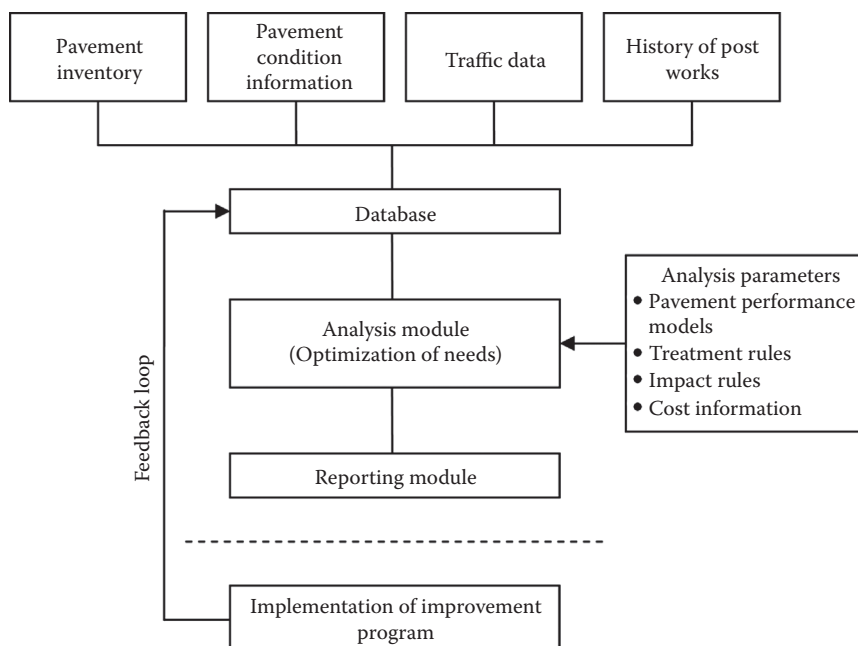 Pavement
inventory
Pavement
condition
information
Traffic data
History of post
works
Database
Analysis parameters
• Pavement performance
models
• Treatment rules
• Impact rules
• Cost information
Analysis module
(Optimization of needs)
Feedback loop
Reporting module
Implementation of improvement
program